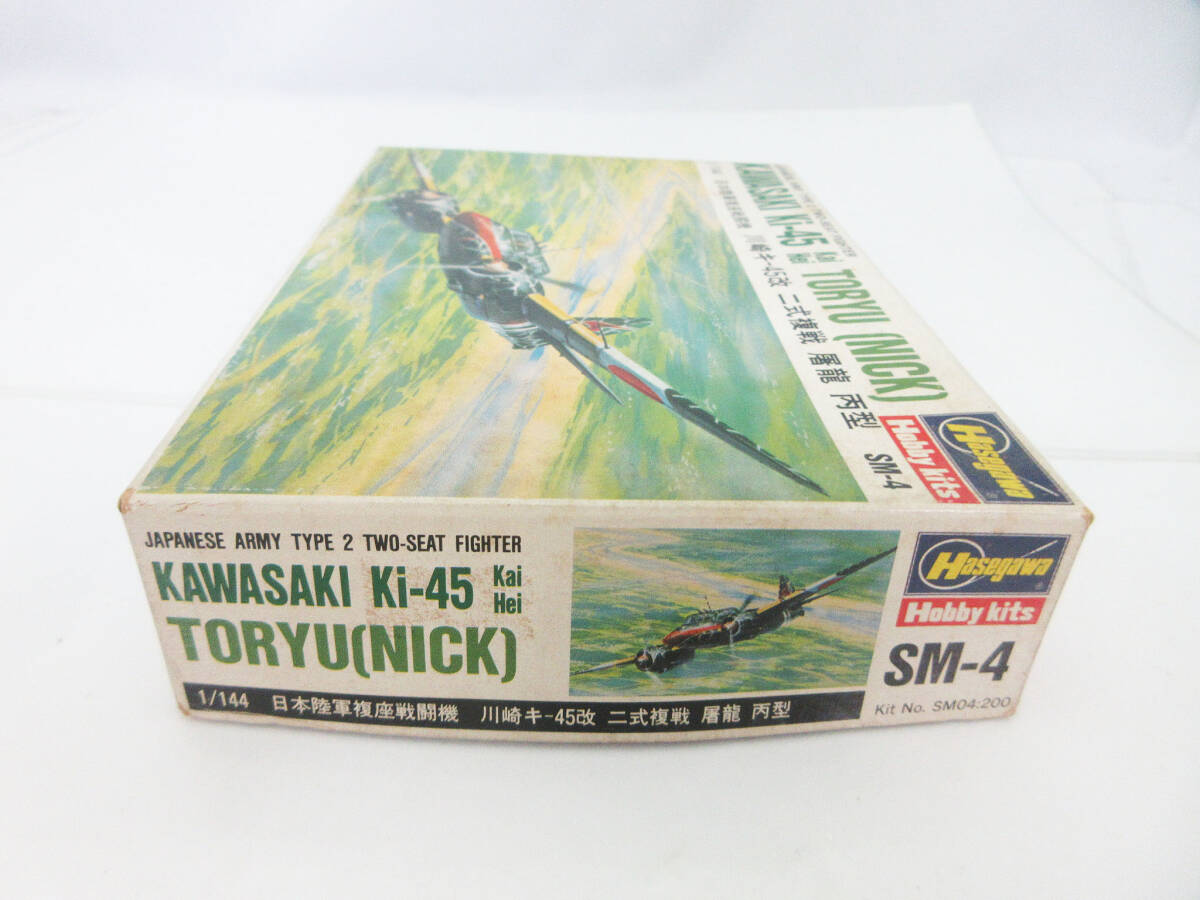 KAWASAKI Ki-45 Kai Hei TORYU (NICK)
川崎キ-45改 二式複戦 屠龍 丙型 SM-4
Hasegawa
Hobby kits
JAPANESE ARMY TYPE 2 TWO-SEAT FIGHTER
KAWASAKI Ki-45 Kai Hei
TORYU(NICK)
1/144 日本陸軍複座戦闘機 川崎キ-45改 二式複戦 屠龍 丙型
Hasegawa
Hobby kits
SM-4
Kit No. SM04:200